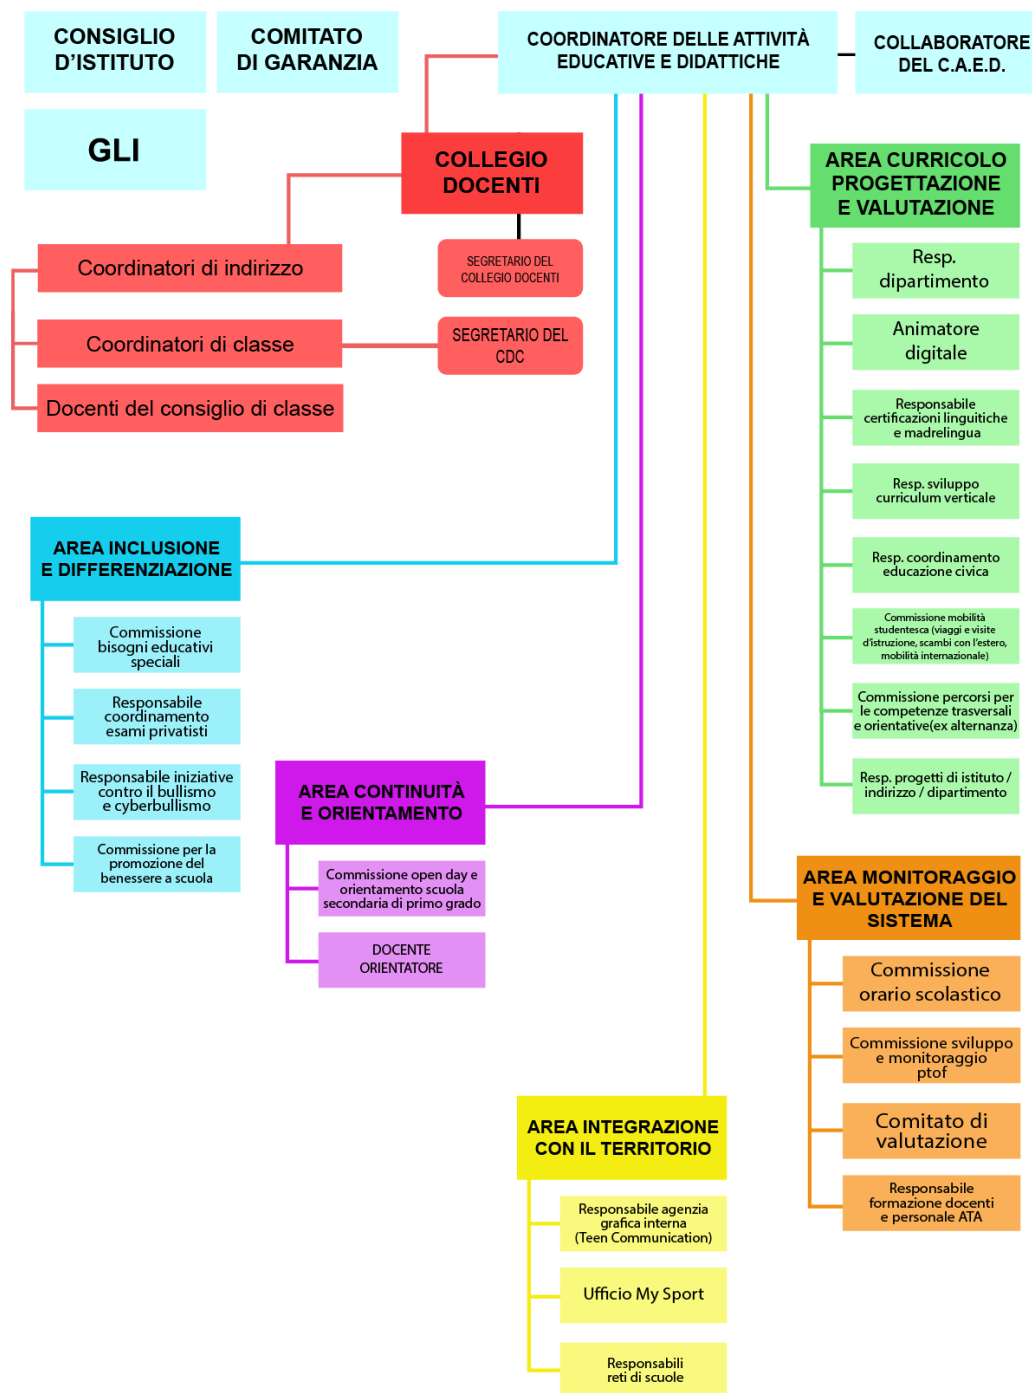 CONSIGLIO
D'ISTITUTO
COMITATO
DI GARANZIA
COORDINATORE DELLE ATTIVITÀ
EDUCATIVE E DIDATTICHE
COLLABORATORE
DEL C.A.E.D.
GLI
COLLEGIO
DOCENTI
SEGRETARIO DEL
COLLEGIO DOCENTI
Coordinatori di indirizzo
Coordinatori di classe
SEGRETARIO DEL
CDC
Docenti del consiglio di classe
AREA CURRICOLO
PROGETTAZIONE
E VALUTAZIONE
Resp.
dipartimento
Animatore
digitale
Responsabile
certificazioni linguitiche
e madrelingua
Resp. sviluppo
curriculum verticale
Resp. coordinamento
educazione civica
Commissione mobilità
studentesca (viaggi e visite
d'istruzione, scambi con l'estero,
mobilità internazionale)
Commissione percorsi per
le competenze trasversali
e orientative(ex alternanza)
Resp. progetti di istituto /
indirizzo / dipartimento
AREA INCLUSIONE
E DIFFERENZIAZIONE
Commissione
bisogni educativi
speciali
Responsabile
coordinamento
esami privatisti
Responsabile iniziative
contro il bullismo
e cyberbullismo
Commissione per la
promozione del
benessere a scuola
AREA CONTINUITÀ
E ORIENTAMENTO
Commissione open day e
orientamento scuola
secondaria di primo grado
DOCENTE
ORIENTATORE
AREA MONITORAGGIO
E VALUTAZIONE DEL
SISTEMA
Commissione
orario scolastico
Commissione sviluppo
e monitoraggio
ptof
Comitato di
valutazione
Responsabile
formazione docenti
e personale ATA
AREA INTEGRAZIONE
CON IL TERRITORIO
Responsabile agenzia
grafica interna
(Teen Communication)
Ufficio My Sport
Responsabili
reti di scuole